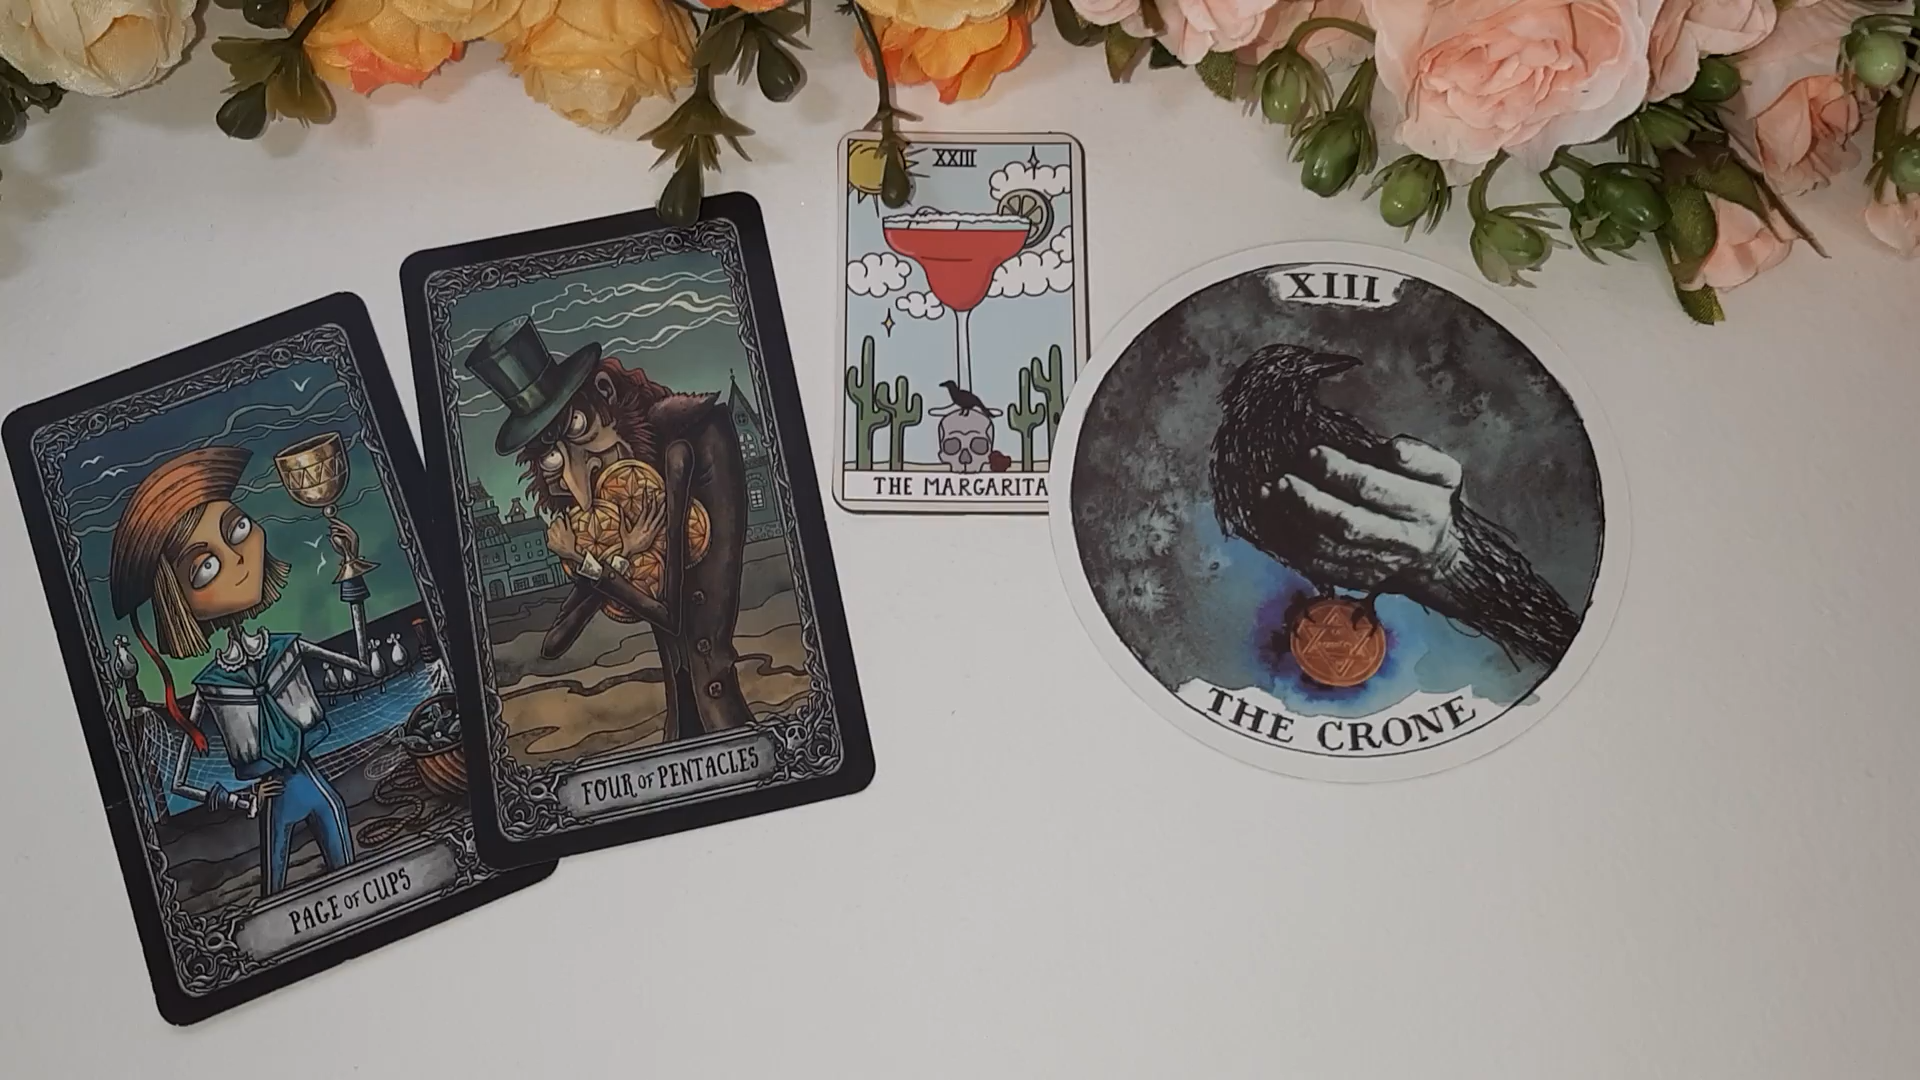 PAGE OF CUPS
FOUR OF PENTACLES
XXIII
THE MARGARITA
XIII
THE CRONE